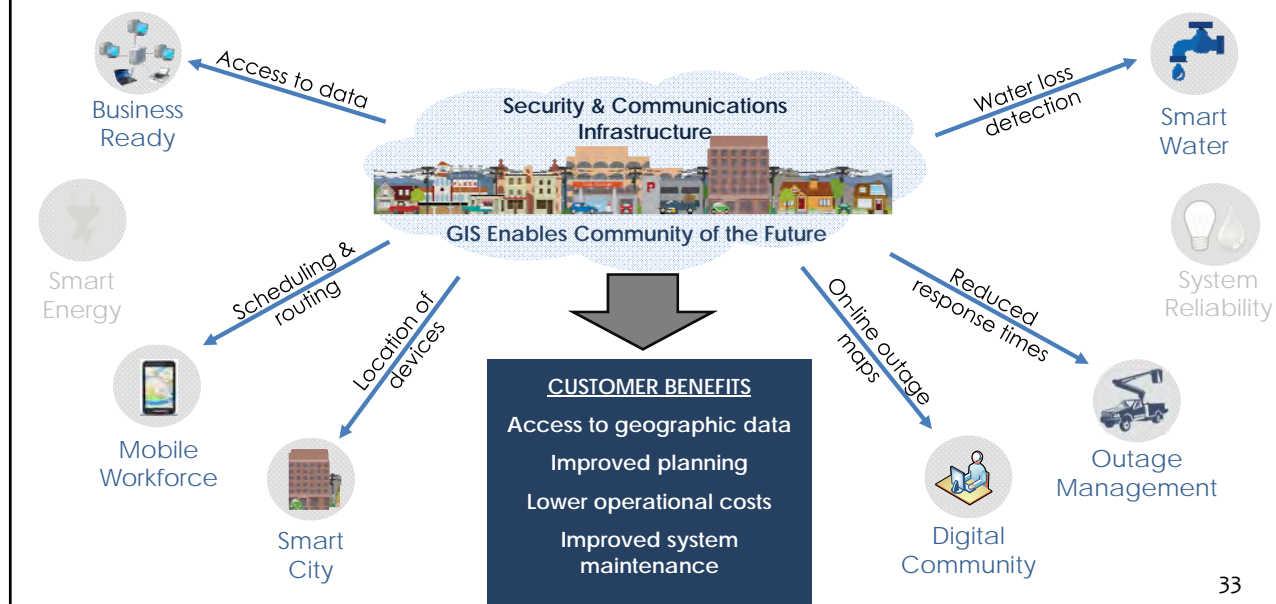 Business
Ready
Access to data
Security & Communications
Infrastructure
P
GIS Enables Community of the Future
Water loss
detection
Smart
Water
Smart
Energy
System
Reliability
Scheduling &
routing
Mobile
Workforce
Location of
devices
Smart
City
CUSTOMER BENEFITS
Access to geographic data
Improved planning
Lower operational costs
Improved system
maintenance
On-line outage
maps
Digital
Community
Reduced
response times
Outage
Management
33